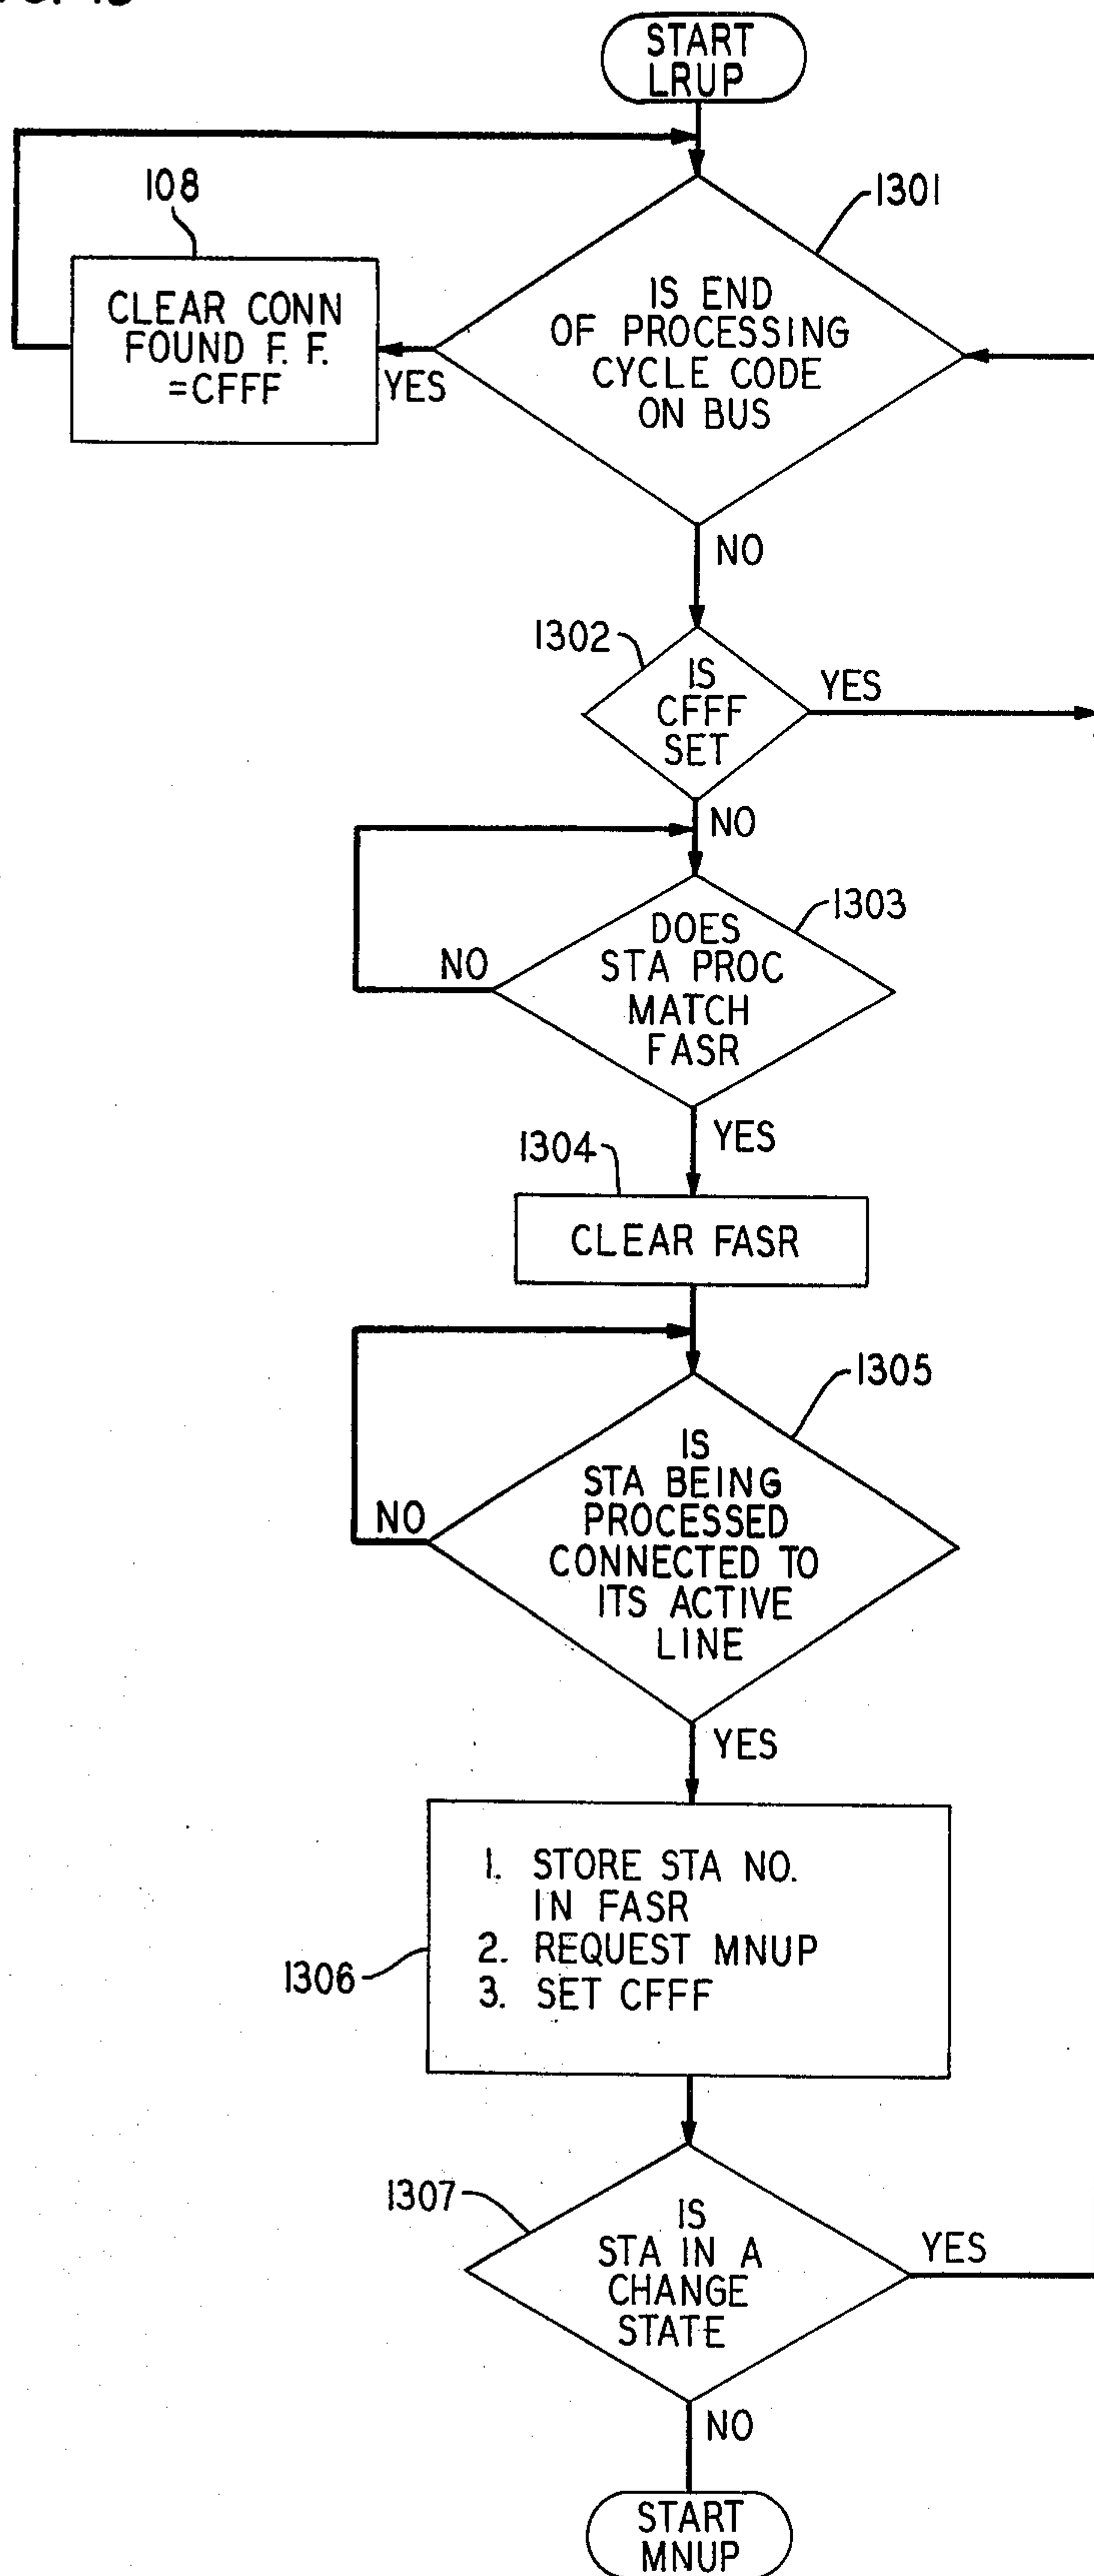 START
LRUP
108
1301
CLEAR CONN
FOUND F. F.
=CFFF
YES
IS END
OF PROCESSING
CYCLE CODE
ON BUS
NO
1302
IS
CFFF
SET
YES
NO
1303
DOES
STA PROC
MATCH
FASR
NO
YES
1304
CLEAR FASR
1305
IS
STA BEING
PROCESSED
CONNECTED TO
ITS ACTIVE
LINE
NO
YES
1306
1. STORE STA NO.
IN FASR
2. REQUEST MNUP
3. SET CFFF
1307
IS
STA IN A
CHANGE
STATE
YES
NO
START
MNUP